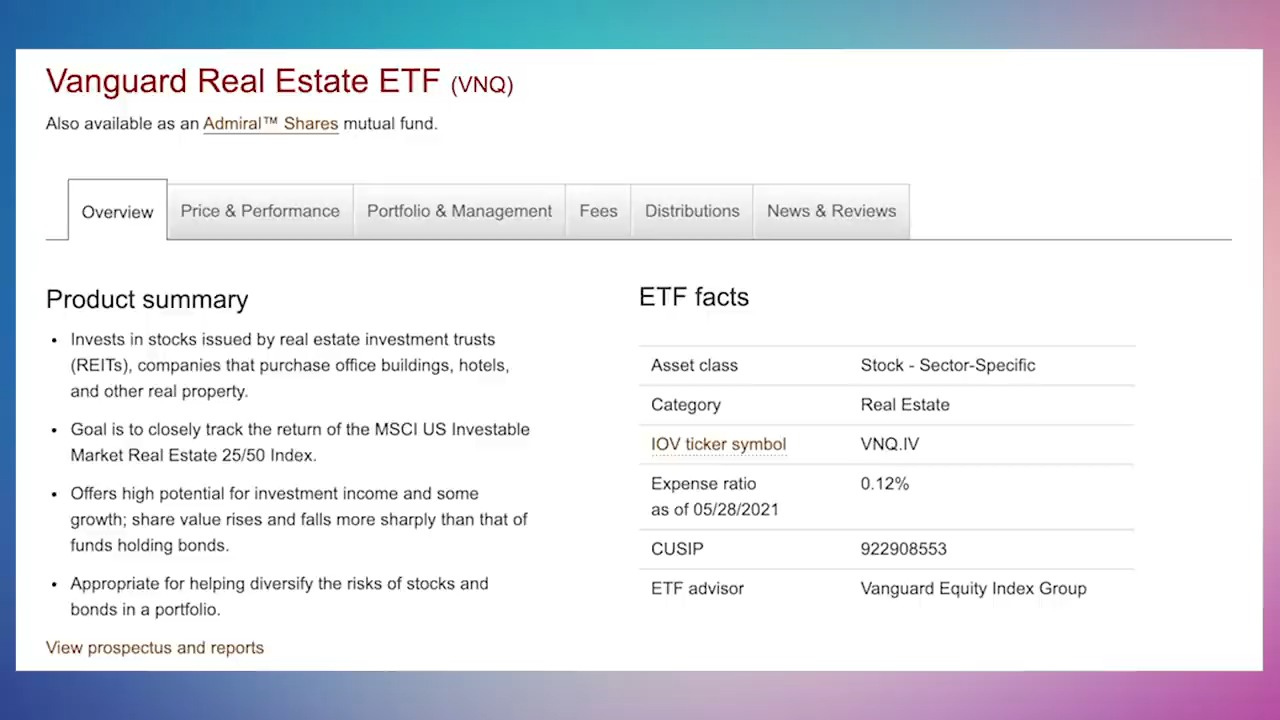 Vanguard Real Estate ETF (VNQ)
Also available as an Admiral™ Shares mutual fund.
Overview
Price & Performance
Portfolio & Management
Fees
Distributions
News & Reviews
Product summary
• Invests in stocks issued by real estate investment trusts
(REITs), companies that purchase office buildings, hotels,
and other real property.
• Goal is to closely track the return of the MSCI US Investable
Market Real Estate 25/50 Index.
• Offers high potential for investment income and some
growth; share value rises and falls more sharply than that of
funds holding bonds.
• Appropriate for helping diversify the risks of stocks and
bonds in a portfolio.
View prospectus and reports
ETF facts
Asset class Stock - Sector-Specific
Category Real Estate
IOV ticker symbol VNQ.IV
Expense ratio 0.12%
as of 05/28/2021
CUSIP 922908553
ETF advisor Vanguard Equity Index Group